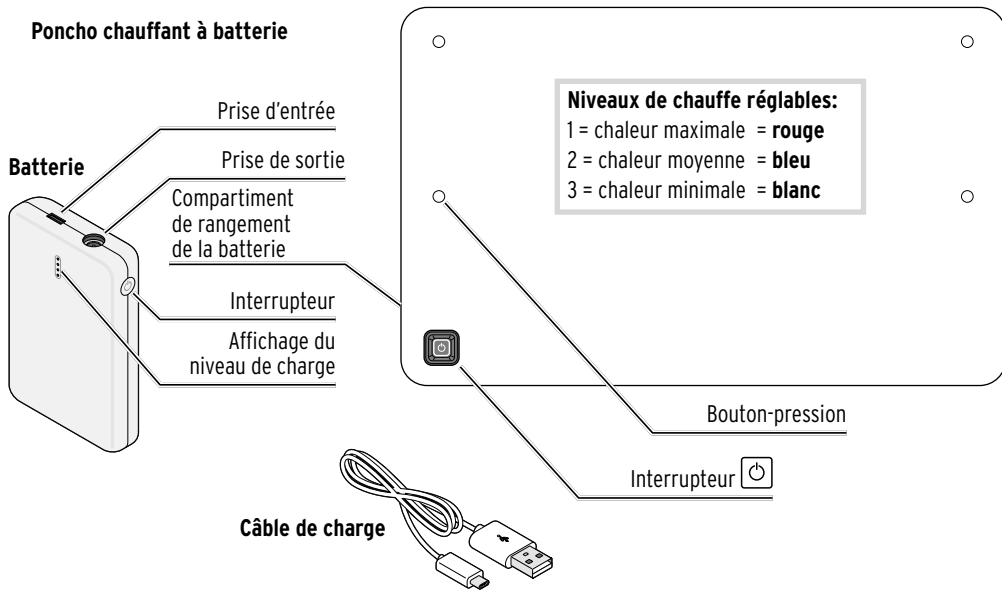 Poncho chauffant à batterie
Niveaux de chauffe réglables:
1 = chaleur maximale = rouge
2 = chaleur moyenne = bleu
3 = chaleur minimale = blanc
Prise d'entrée
Batterie
Prise de sortie
Compartiment
de rangement
de la batterie
Interrupteur
Affichage du
niveau de charge
Bouton-pression
Interrupteur
Câble de charge